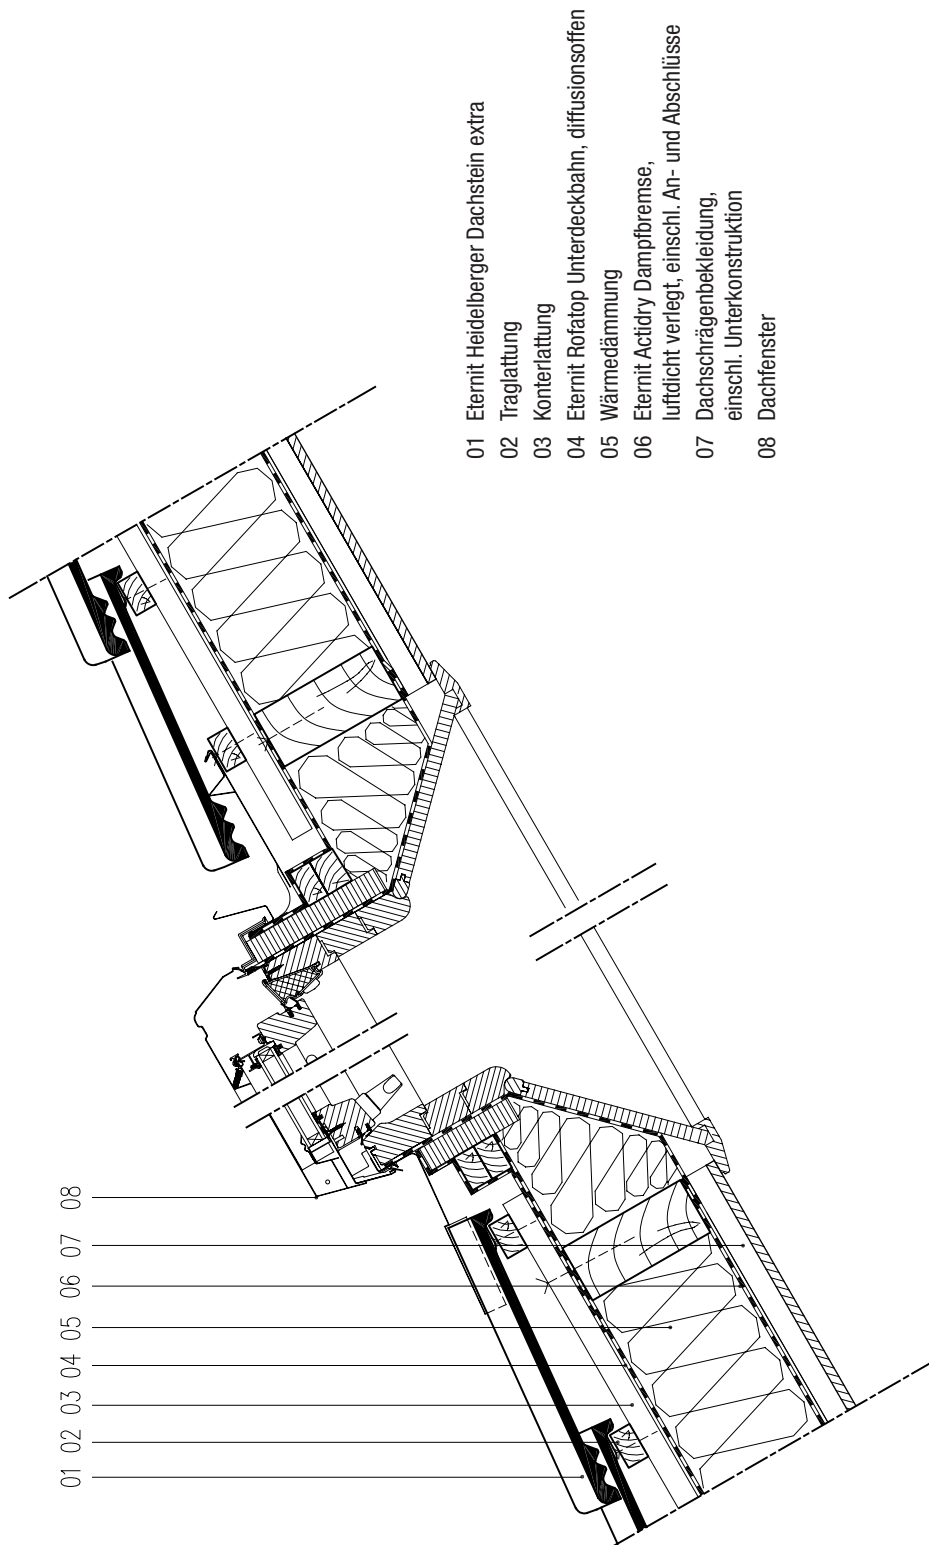 01 Eternit Heidelberger Dachstein extra
02 Traglattung
03 Konterlattung
04 Eternit Rofatop Unterdeckbahn, diffusionsoffen
05 Wärmedämmung
06 Eternit Actidry Dampfbremse,
luftdicht verlegt, einschl. An- und Abschlüsse
07 Dachschrägenbekleidung,
einschl. Unterkonstruktion
08 Dachfenster
01 02 03 04 05 06 07 08